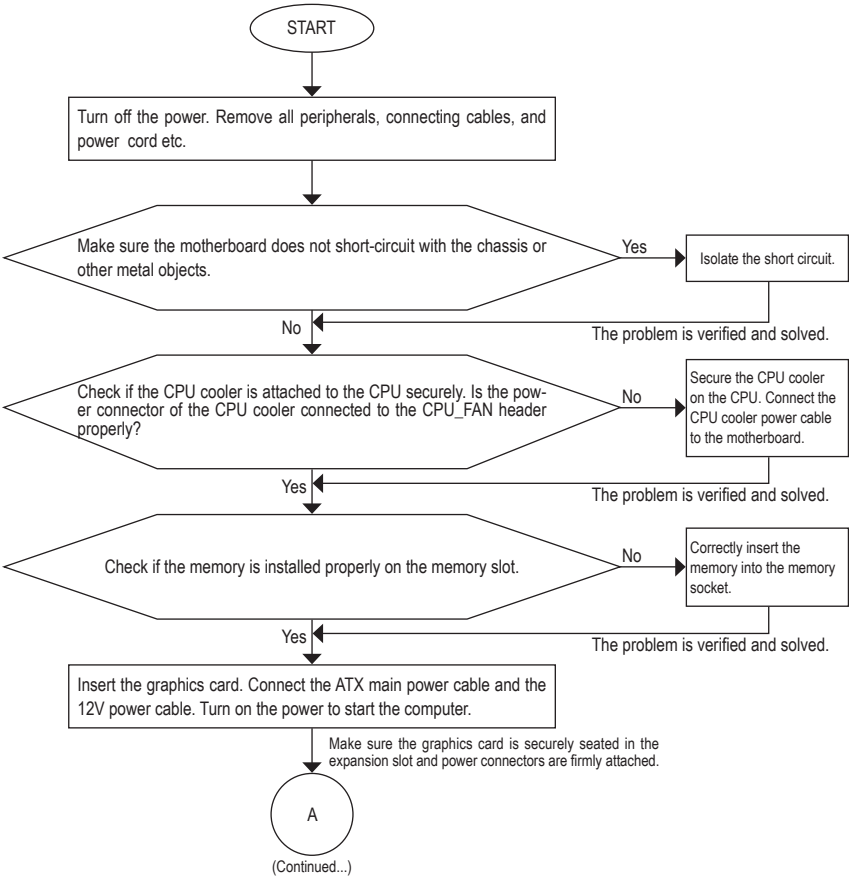 START
Turn off the power. Remove all peripherals, connecting cables, and
power cord etc.
Make sure the motherboard does not short-circuit with the chassis or
other metal objects.
Yes
Isolate the short circuit.
No
The problem is verified and solved.
Check if the CPU cooler is attached to the CPU securely. Is the pow-
er connector of the CPU cooler connected to the CPU_FAN header
properly?
No
Secure the CPU cooler
on the CPU. Connect the
CPU cooler power cable
to the motherboard.
Yes
The problem is verified and solved.
Check if the memory is installed properly on the memory slot.
No
Correctly insert the
memory into the memory
socket.
Yes
The problem is verified and solved.
Insert the graphics card. Connect the ATX main power cable and the
12V power cable. Turn on the power to start the computer.
Make sure the graphics card is securely seated in the
expansion slot and power connectors are firmly attached.
A
(Continued...)